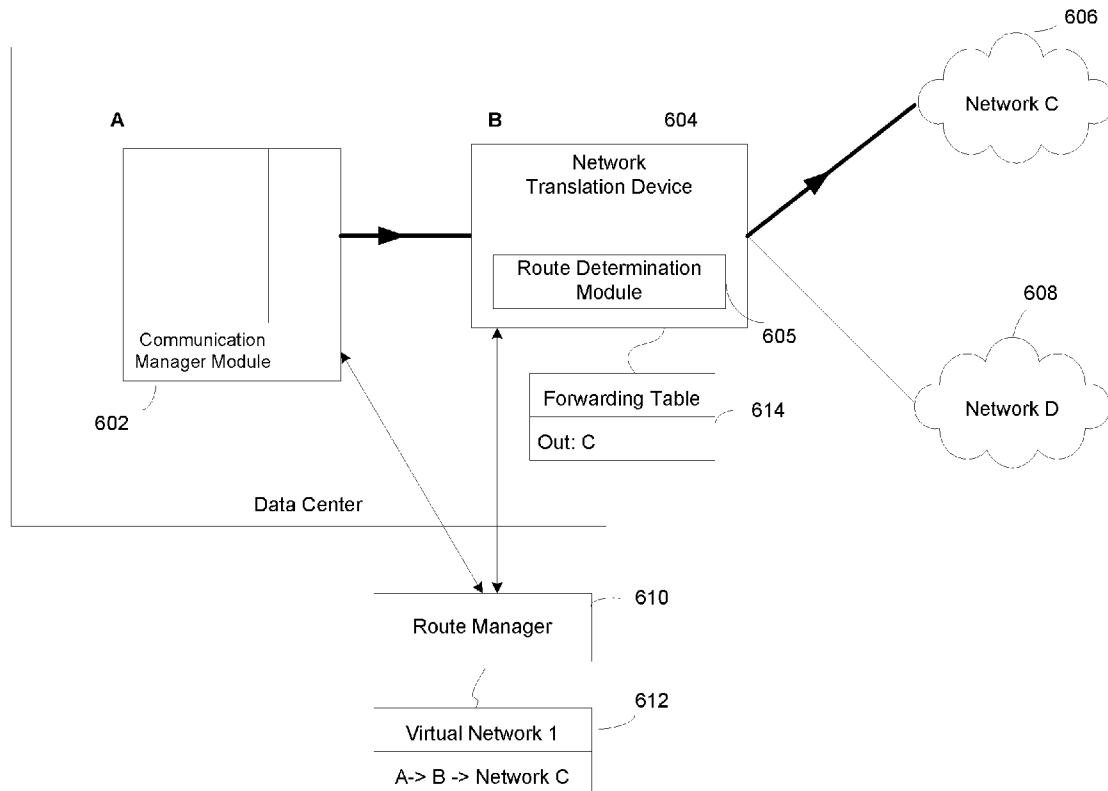 606
Network C
A
B
604
Network
Translation Device
Route Determination
Module
605
608
Network D
Communication
Manager Module
602
Forwarding Table
614
Out: C
Data Center
610
Route Manager
612
Virtual Network 1
A-> B -> Network C